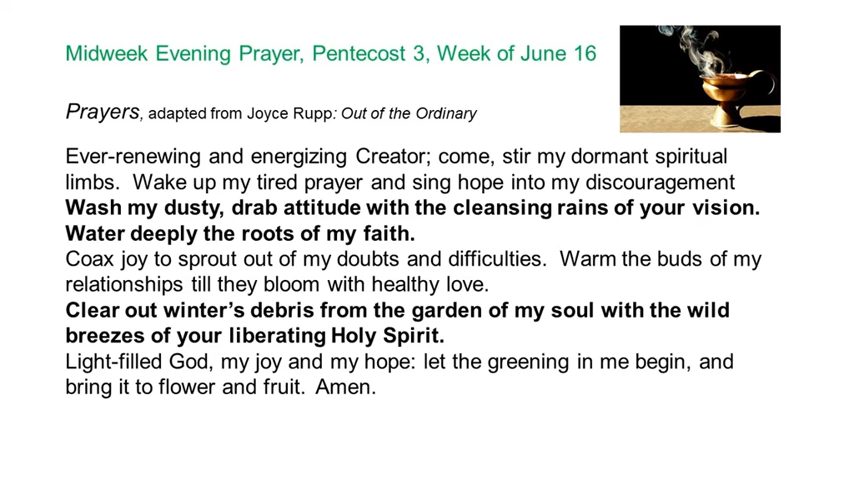 Midweek Evening Prayer, Pentecost 3, Week of June 16
Prayers, adapted from Joyce Rupp: Out of the Ordinary
Ever-renewing and energizing Creator; come, stir my dormant spiritual
limbs.  Wake up my tired prayer and sing hope into my discouragement
Wash my dusty, drab attitude with the cleansing rains of your vision.
Water deeply the roots of my faith.
Coax joy to sprout out of my doubts and difficulties.  Warm the buds of my
relationships till they bloom with healthy love.
Clear out winter’s debris from the garden of my soul with the wild
breezes of your liberating Holy Spirit.
Light-filled God, my joy and my hope: let the greening in me begin, and
bring it to flower and fruit.  Amen.